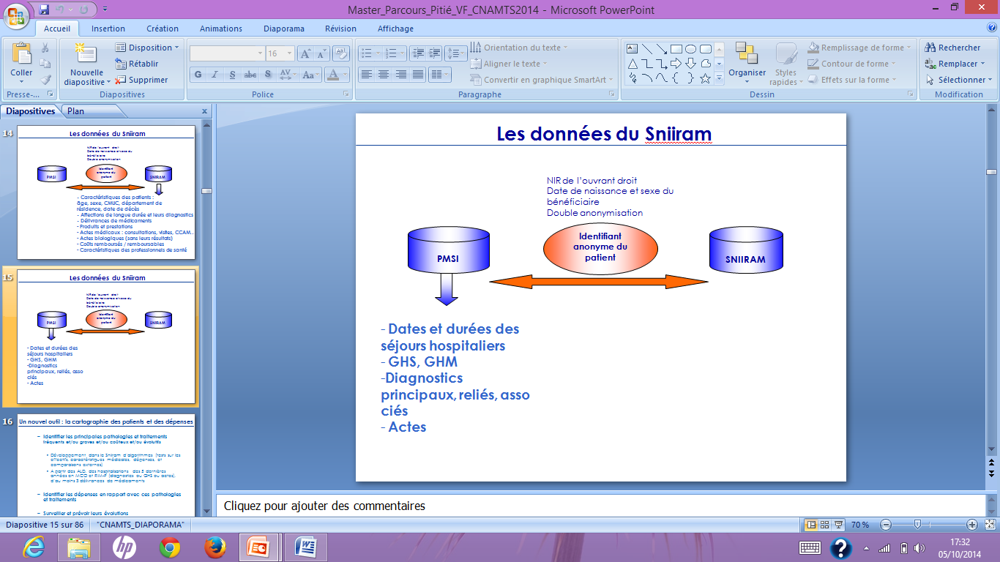 Master_Parcours_Pitié_VF_CNAMTS2014 - Microsoft PowerPoint
Accueil Insertion Création Animations Diaporama Révision Affichage
Coller
Presse-...
Nouvelle
diapositive
Disposition
Rétablir
Supprimer
Diapositives
16
G I S abc S AV Aa A
Police
Orientation du texte
Aligner le texte
Convertir en graphique SmartArt
Paragraphe
Organiser
Styles
rapides
Remplissage de forme
Contour de forme
Effets sur la forme
Dessin
Rechercher
Remplacer
Sélectionner
Modification
Diapositives Plan x
14
Les données du Sniiram
NIR de l'ouvrant droit
Date de naissance et sexe du
bénéficiaire
Double anonymisation
PMSI
Identifiant
anonyme du
patient
SNIIRAM
- Caractéristiques des patients :
âge, sexe, CMUC, département de
résidence, date de décès
- Affections de longue durée et leurs diagnostics
- Délivrances de médicaments
- Produits et prestations
- Actes médicaux : consultations, visites, CCAM...
- Actes biologiques (sans leurs résultats)
- Coûts remboursés / remboursables
- Caractéristiques des professionnels de santé
15
Les données du Sniiram
NIR de l'ouvrant droit
Date de naissance et sexe du
bénéficiaire
Double anonymisation
PMSI
Identifiant
anonyme du
patient
SNIIRAM
- Dates et durées des
séjours hospitaliers
- GHS, GHM
-Diagnostics
principaux, reliés, asso
ciés
- Actes
16
Un nouvel outil : la cartographie des patients et des dépenses
– Identifier les principales pathologies et traitements
fréquents et/ou graves et/ou coûteux et/ou évolutifs
• Développement dans le Sniiram d'algorithmes (tests sur les
effectifs, caractéristiques médicales, dépenses, et
comparaisons externes)
• A partir des ALD, des hospitalisations des 5 dernières
années en MCO et RIM-P (diagnostics ou GHS ou actes),
d'au moins 3 délivrances de médicaments
– Identifier les dépenses en rapport avec ces pathologies
et traitements
– Surveiller et prévoir leurs évolutions
Les données du Sniiram
NIR de l'ouvrant droit
Date de naissance et sexe du
bénéficiaire
Double anonymisation
PMSI
Identifiant
anonyme du
patient
SNIIRAM
- Dates et durées des
séjours hospitaliers
- GHS, GHM
-Diagnostics
principaux, reliés, asso
ciés
- Actes
Cliquez pour ajouter des commentaires
Diapositive 15 sur 86 "CNAMTS_DIAPORAMA" 70 %
17:32
05/10/2014